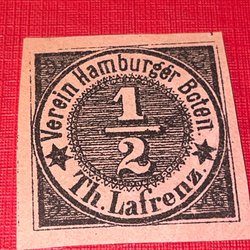 Verein Hamburger Boten.
1/2
Th. Lafrenz.